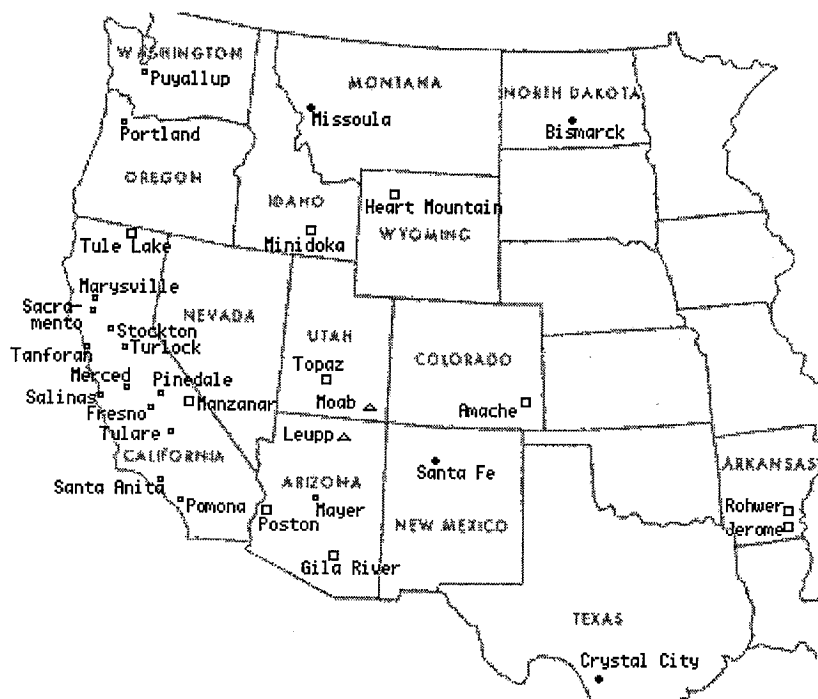 WASHINGTON
Puyallup
MONTANA
NORTH DAKOTA
Missoula
Bismarck
Portland
OREGON
IDAHO
Heart Mountain
WYOMING
Tule Lake
Minidoka
Marysville
Sacra-
mento
NEVADA
Stockton
UTAH
Tanforan
Turlock
COLORADO
Topaz
Merced
Pinedale
Salinas
Manzanar
Moab
Amache
Fresno
Tulare
Leupp
CALIFORNIA
Santa Fe
ARKANSAS
Santa Anita
ARIZONA
Pomona
Mayer
Rohwer
Poston
NEW MEXICO
Jerome
Gila River
TEXAS
Crystal City